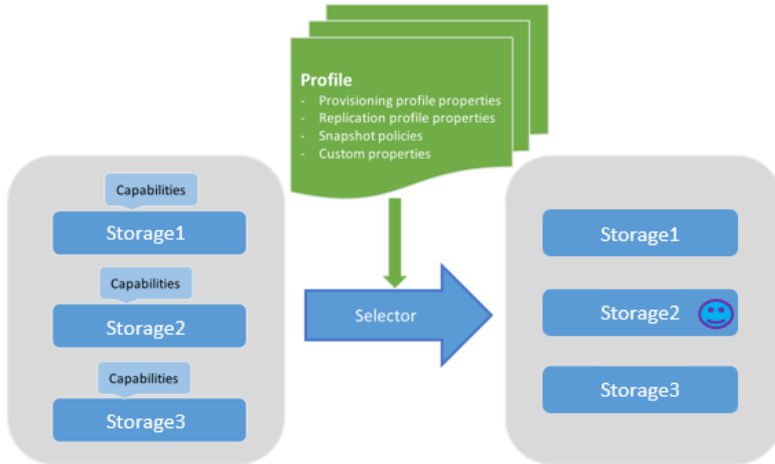 Profile
- Provisioning profile properties
- Replication profile properties
- Snapshot policies
- Custom properties
Capabilities
Storage1
Capabilities
Storage2
Capabilities
Storage3
Selector
Storage1
Storage2
Storage3